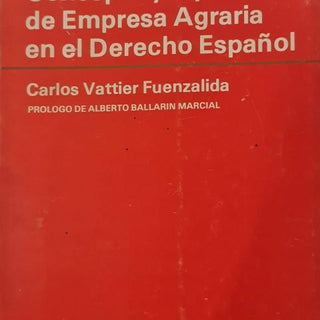 de Empresa Agraria
en el Derecho Español
Carlos Vattier Fuenzalida
PROLOGO DE ALBERTO BALLARIN MARCIAL